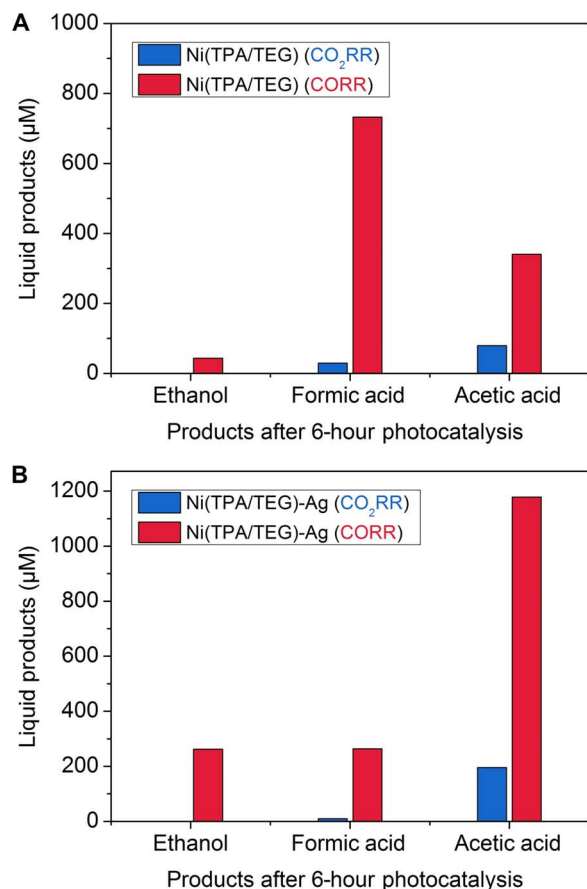 A
1000
800
600
400
200
0
Liquid products (µM)
Ni(TPA/TEG) (CO₂RR)
Ni(TPA/TEG) (CORR)
Ethanol Formic acid Acetic acid
Products after 6-hour photocatalysis
B
1200
1000
800
600
400
200
0
Liquid products (µM)
Ni(TPA/TEG)-Ag (CO₂RR)
Ni(TPA/TEG)-Ag (CORR)
Ethanol Formic acid Acetic acid
Products after 6-hour photocatalysis